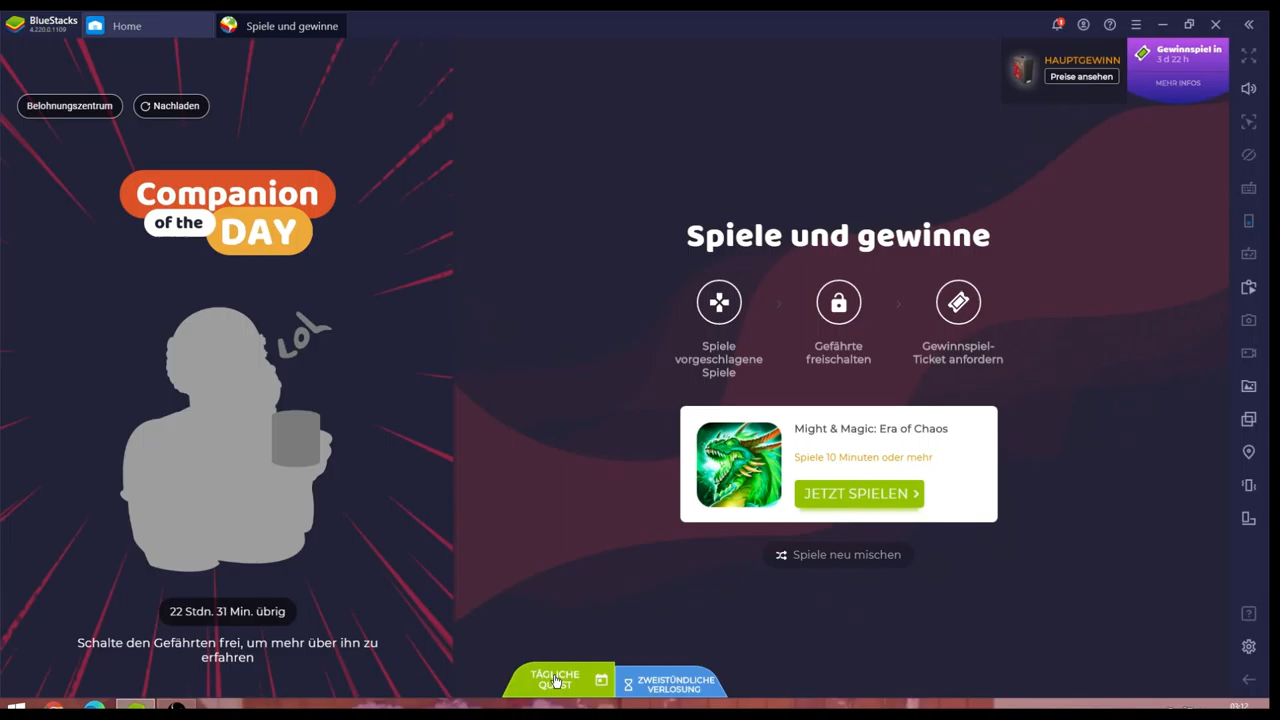 BlueStacks
4.220.0.1109
Home
Spiele und gewinne
HAUPTGEWINN
Preise ansehen
Gewinnspiel in
3 d 22 h
MEHR INFOS
Belohnungszentrum
Nachladen
Companion
of the
DAY
LOL
22 Stdn. 31 Min. übrig
Schalte den Gefährten frei, um mehr über ihn zu
erfahren
Spiele und gewinne
Spiele
vorgeschlagene
Spiele
Gefährte
freischalten
Gewinnspiel-
Ticket anfordern
Might & Magic: Era of Chaos
Spiele 10 Minuten oder mehr
JETZT SPIELEN
Spiele neu mischen
TÄGLICHE
QUEST
ZWEISTÜNDLICHE
VERLOSUNG
03:12